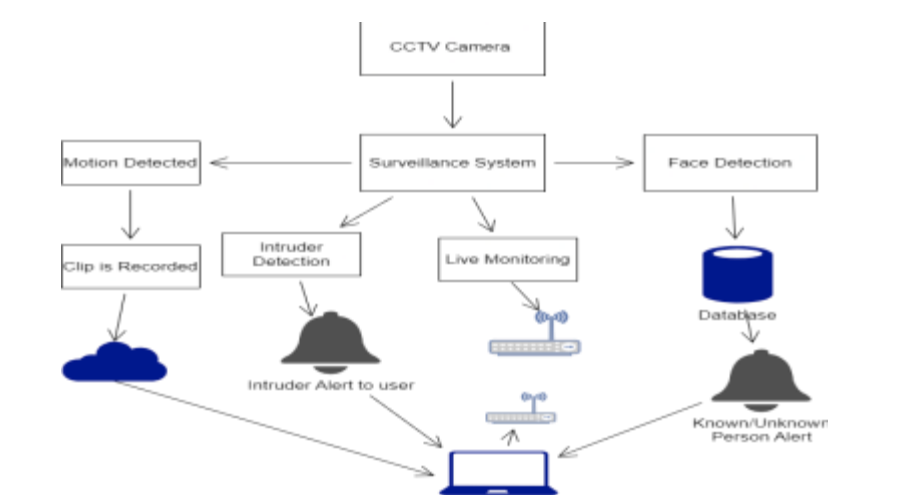 CCTV Camera
Motion Detected
Surveillance System
Face Detection
Clip is Recorded
Intruder
Detection
Live Monitoring
Database
Intruder Alert to user
Known/Unknown
Person Alert